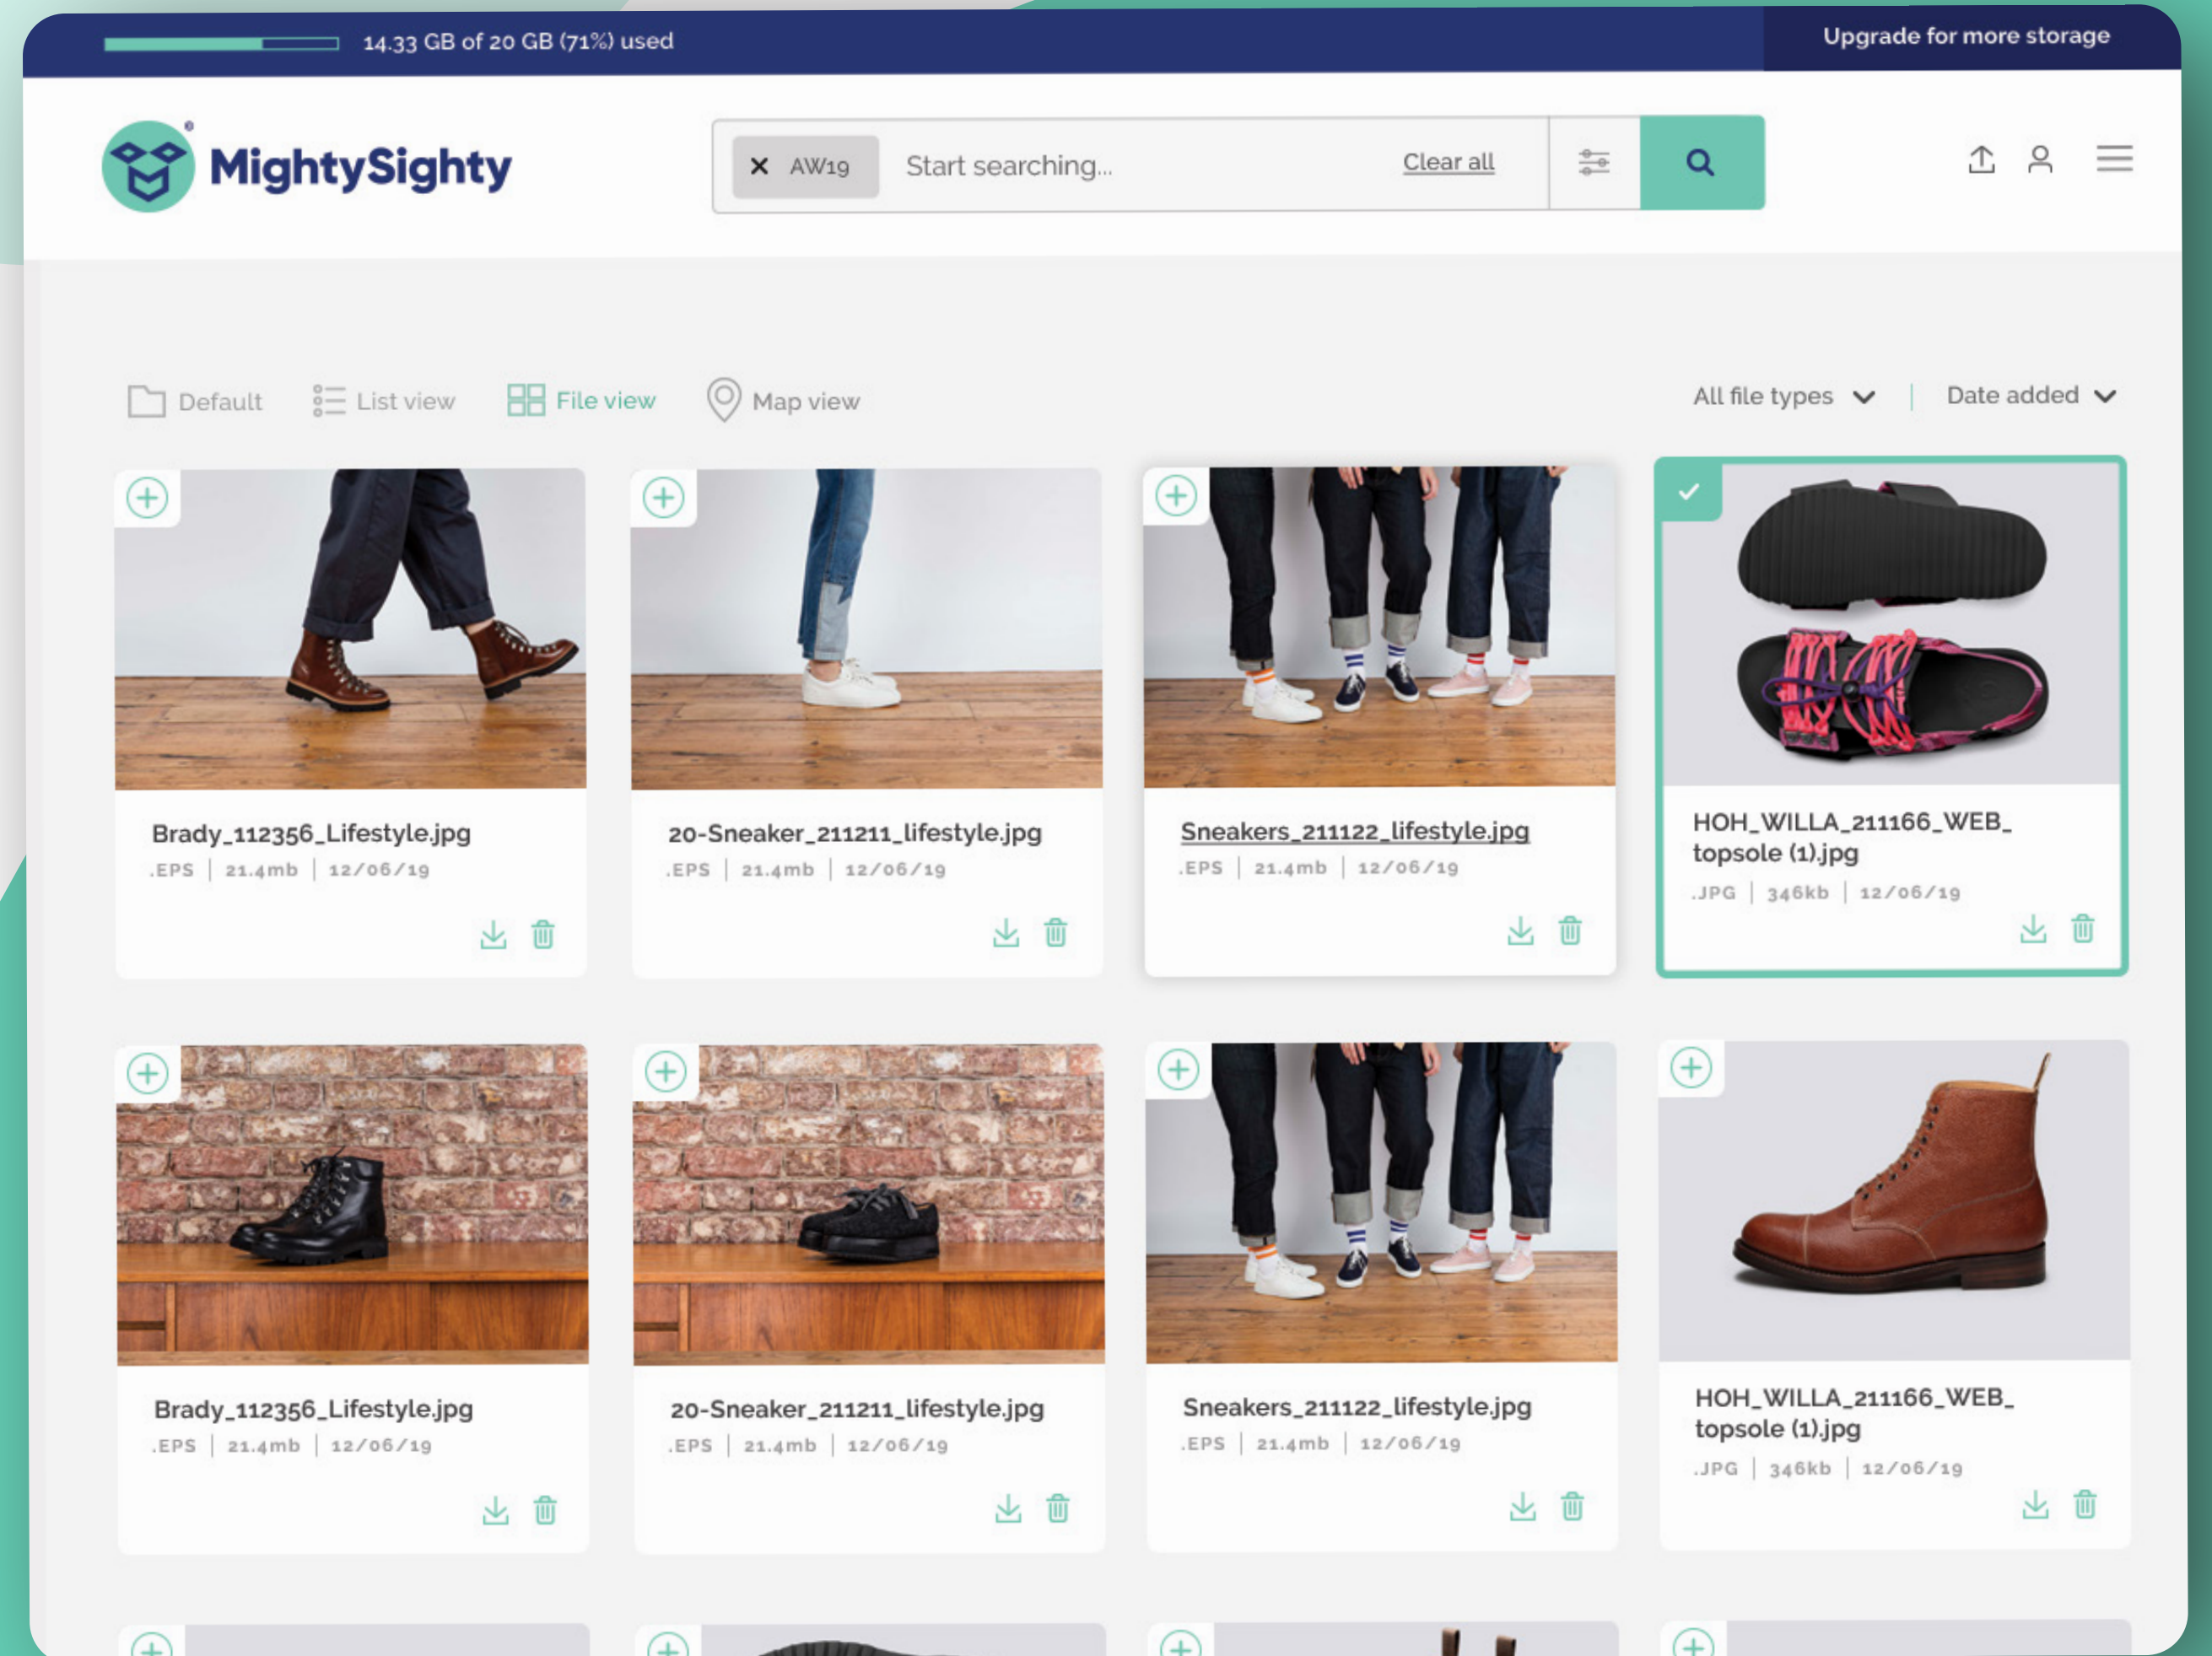 14.33 GB of 20 GB (71%) used
Upgrade for more storage
MightySighty
AW19
Start searching...
Clear all
Default
List view
File view
Map view
All file types
Date added
Brady_112356_Lifestyle.jpg
.EPS | 21.4mb | 12/06/19
20-Sneaker_211211_lifestyle.jpg
.EPS | 21.4mb | 12/06/19
Sneakers_211122_lifestyle.jpg
.EPS | 21.4mb | 12/06/19
HOH_WILLA_211166_WEB_
topsole (1).jpg
.JPG | 346kb | 12/06/19
Brady_112356_Lifestyle.jpg
.EPS | 21.4mb | 12/06/19
20-Sneaker_211211_lifestyle.jpg
.EPS | 21.4mb | 12/06/19
Sneakers_211122_lifestyle.jpg
.EPS | 21.4mb | 12/06/19
HOH_WILLA_211166_WEB_
topsole (1).jpg
.JPG | 346kb | 12/06/19